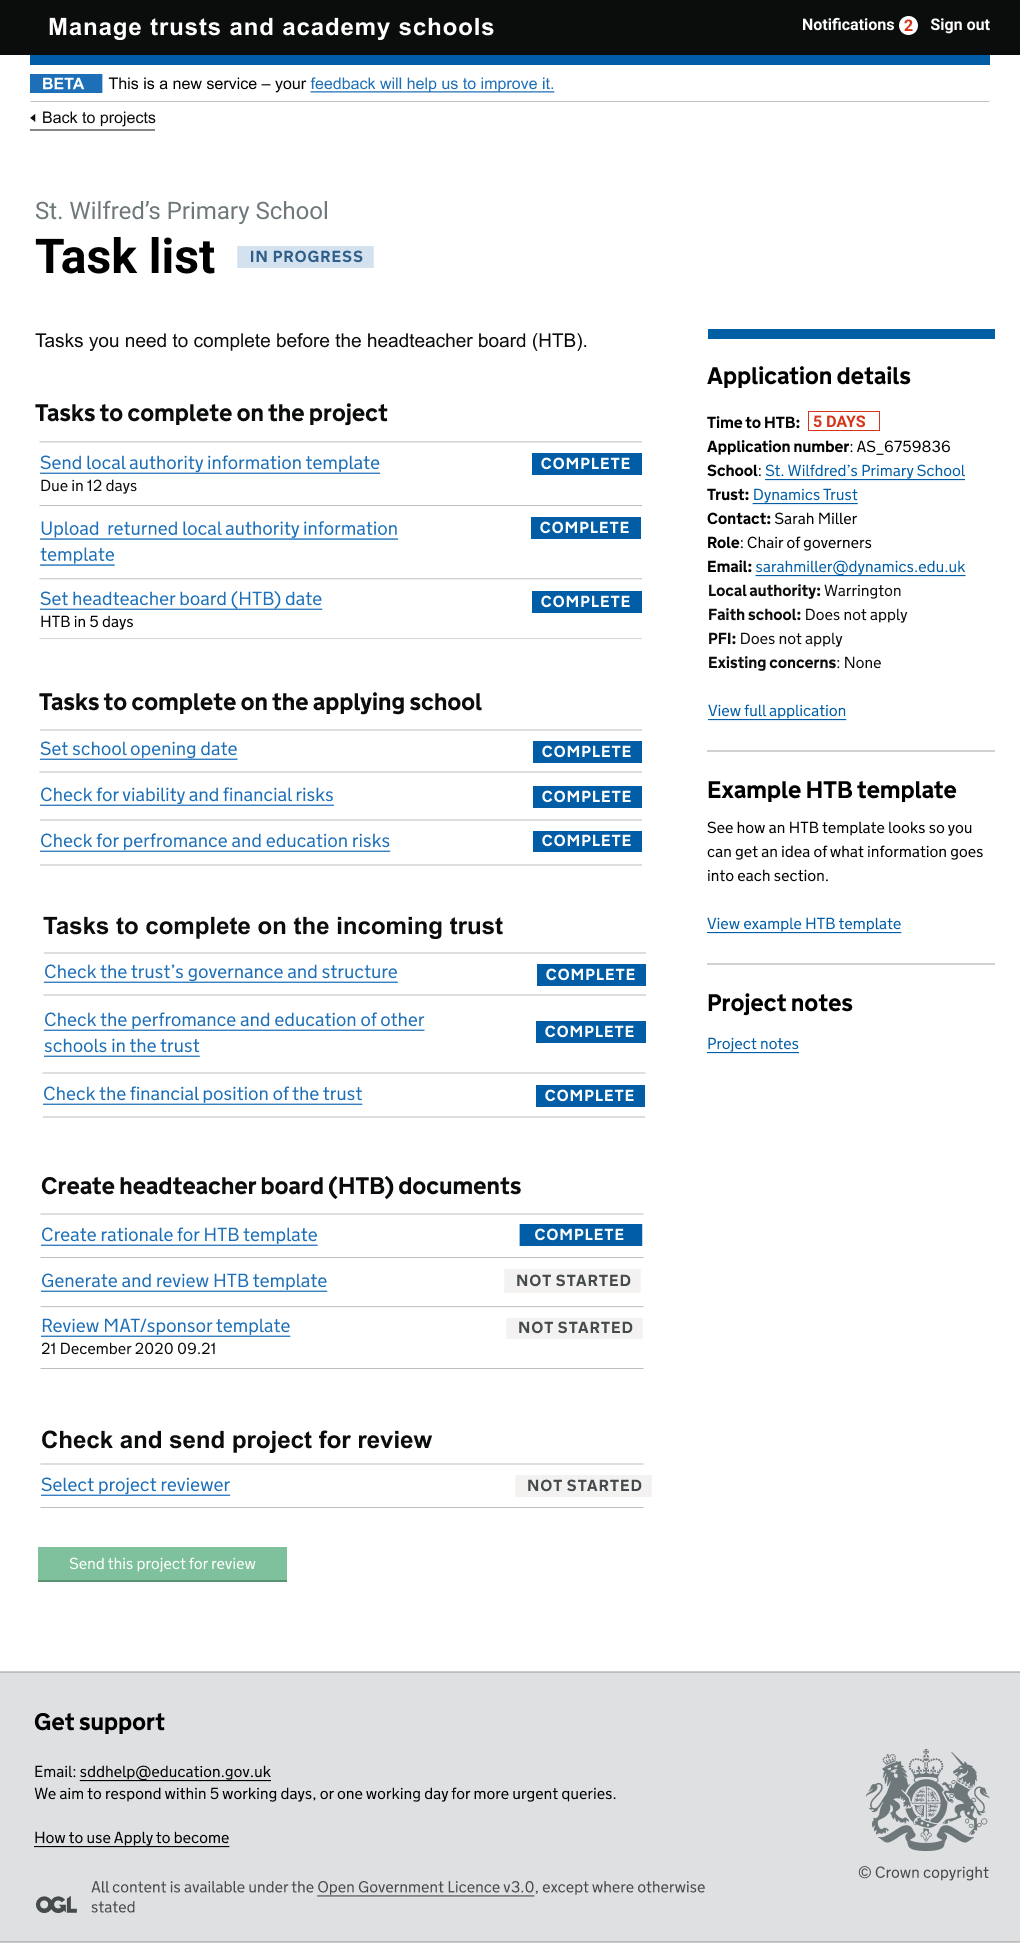 Manage trusts and academy schools
Notifications 2 Sign out
BETA This is a new service – your feedback will help us to improve it.
Back to projects
St. Wilfred’s Primary School
Task list IN PROGRESS
Tasks you need to complete before the headteacher board (HTB).
Tasks to complete on the project
Send local authority information template COMPLETE
Due in 12 days
Upload returned local authority information COMPLETE
template
Set headteacher board (HTB) date COMPLETE
HTB in 5 days
Tasks to complete on the applying school
Set school opening date COMPLETE
Check for viability and financial risks COMPLETE
Check for perfromance and education risks COMPLETE
Tasks to complete on the incoming trust
Check the trust’s governance and structure COMPLETE
Check the perfromance and education of other COMPLETE
schools in the trust
Check the financial position of the trust COMPLETE
Create headteacher board (HTB) documents
Create rationale for HTB template COMPLETE
Generate and review HTB template NOT STARTED
Review MAT/sponsor template NOT STARTED
21 December 2020 09.21
Check and send project for review
Select project reviewer NOT STARTED
Send this project for review
Application details
Time to HTB: 5 DAYS
Application number: AS_6759836
School: St. Wilfdred’s Primary School
Trust: Dynamics Trust
Contact: Sarah Miller
Role: Chair of governers
Email: sarahmiller@dynamics.edu.uk
Local authority: Warrington
Faith school: Does not apply
PFI: Does not apply
Existing concerns: None
View full application
Example HTB template
See how an HTB template looks so you
can get an idea of what information goes
into each section.
View example HTB template
Project notes
Project notes
Get support
Email: sddhelp@education.gov.uk
We aim to respond within 5 working days, or one working day for more urgent queries.
How to use Apply to become
OGL All content is available under the Open Government Licence v3.0, except where otherwise
stated
© Crown copyright